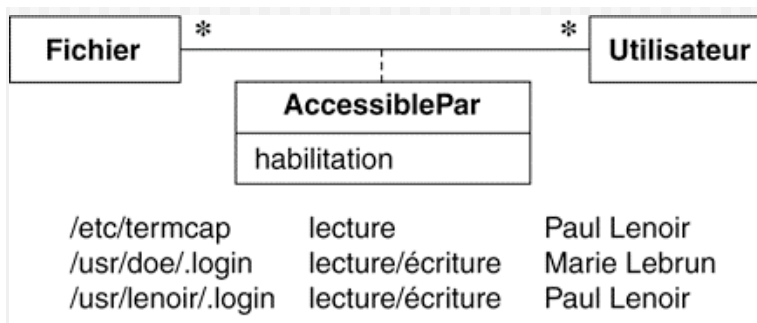 Fichier * * Utilisateur
AccessiblePar
habilitation
/etc/termcap lecture Paul Lenoir
/usr/doe/.login lecture/écriture Marie Lebrun
/usr/lenoir/.login lecture/écriture Paul Lenoir